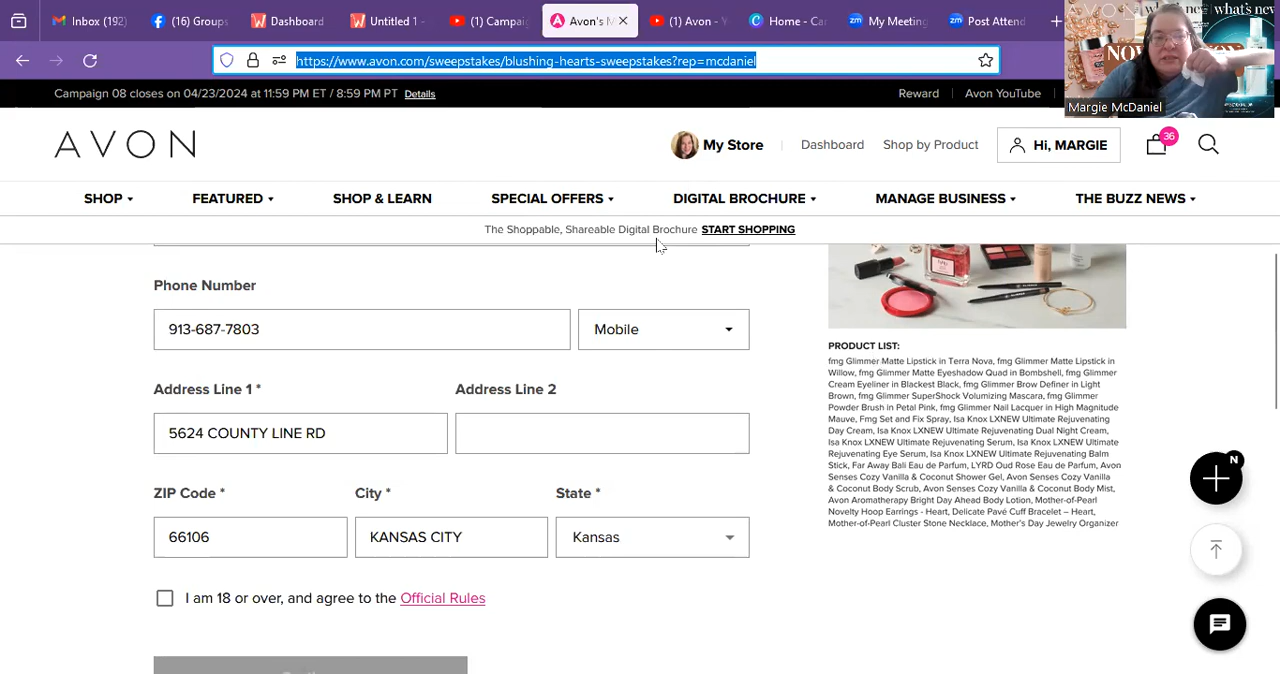 Inbox (192)
(16) Groups
Dashboard
Untitled 1 -
(1) Campai
Avon's M
(1) Avon - Y
Home - Ca
My Meeting
Post Attend
https://www.avon.com/sweepstakes/blushing-hearts-sweepstakes?rep=mcdaniel
what's new
NOW
Margie McDaniel
Campaign 08 closes on 04/23/2024 at 11:59 PM ET / 8:59 PM PT Details
Reward
Avon YouTube
AVON
My Store
Dashboard
Shop by Product
Hi, MARGIE
36
SHOP
FEATURED
SHOP & LEARN
SPECIAL OFFERS
DIGITAL BROCHURE
MANAGE BUSINESS
THE BUZZ NEWS
The Shoppable, Shareable Digital Brochure START SHOPPING
Phone Number
913-687-7803
Mobile
Address Line 1 *
Address Line 2
5624 COUNTY LINE RD
ZIP Code *
City *
State *
66106
KANSAS CITY
Kansas
I am 18 or over, and agree to the Official Rules
PRODUCT LIST:
fmg Glimmer Matte Lipstick in Terra Nova, fmg Glimmer Matte Lipstick in
Willow, fmg Glimmer Matte Eyeshadow Quad in Bombshell, fmg Glimmer
Cream Eyeliner in Blackest Black, fmg Glimmer Brow Definer in Light
Brown, fmg Glimmer SuperShock Volumizing Mascara, fmg Glimmer
Powder Brush in Petal Pink, fmg Glimmer Nail Lacquer in High Magnitude
Mauve, Fmg Set and Fix Spray, Isa Knox LXNEW Ultimate Rejuvenating
Day Cream, Isa Knox LXNEW Ultimate Rejuvenating Dual Night Cream,
Isa Knox LXNEW Ultimate Rejuvenating Serum, Isa Knox LXNEW Ultimate
Rejuvenating Eye Serum, Isa Knox LXNEW Ultimate Rejuvenating Balm
Stick, Far Away Bali Eau de Parfum, LYRD Oud Rose Eau de Parfum, Avon
Senses Cozy Vanilla & Coconut Shower Gel, Avon Senses Cozy Vanilla
& Coconut Body Scrub, Avon Senses Cozy Vanilla & Coconut Body Mist,
Avon Aromatherapy Bright Day Ahead Body Lotion, Mother-of-Pearl
Novelty Hoop Earrings - Heart, Delicate Pavé Cuff Bracelet – Heart,
Mother-of-Pearl Cluster Stone Necklace, Mother's Day Jewelry Organizer
N